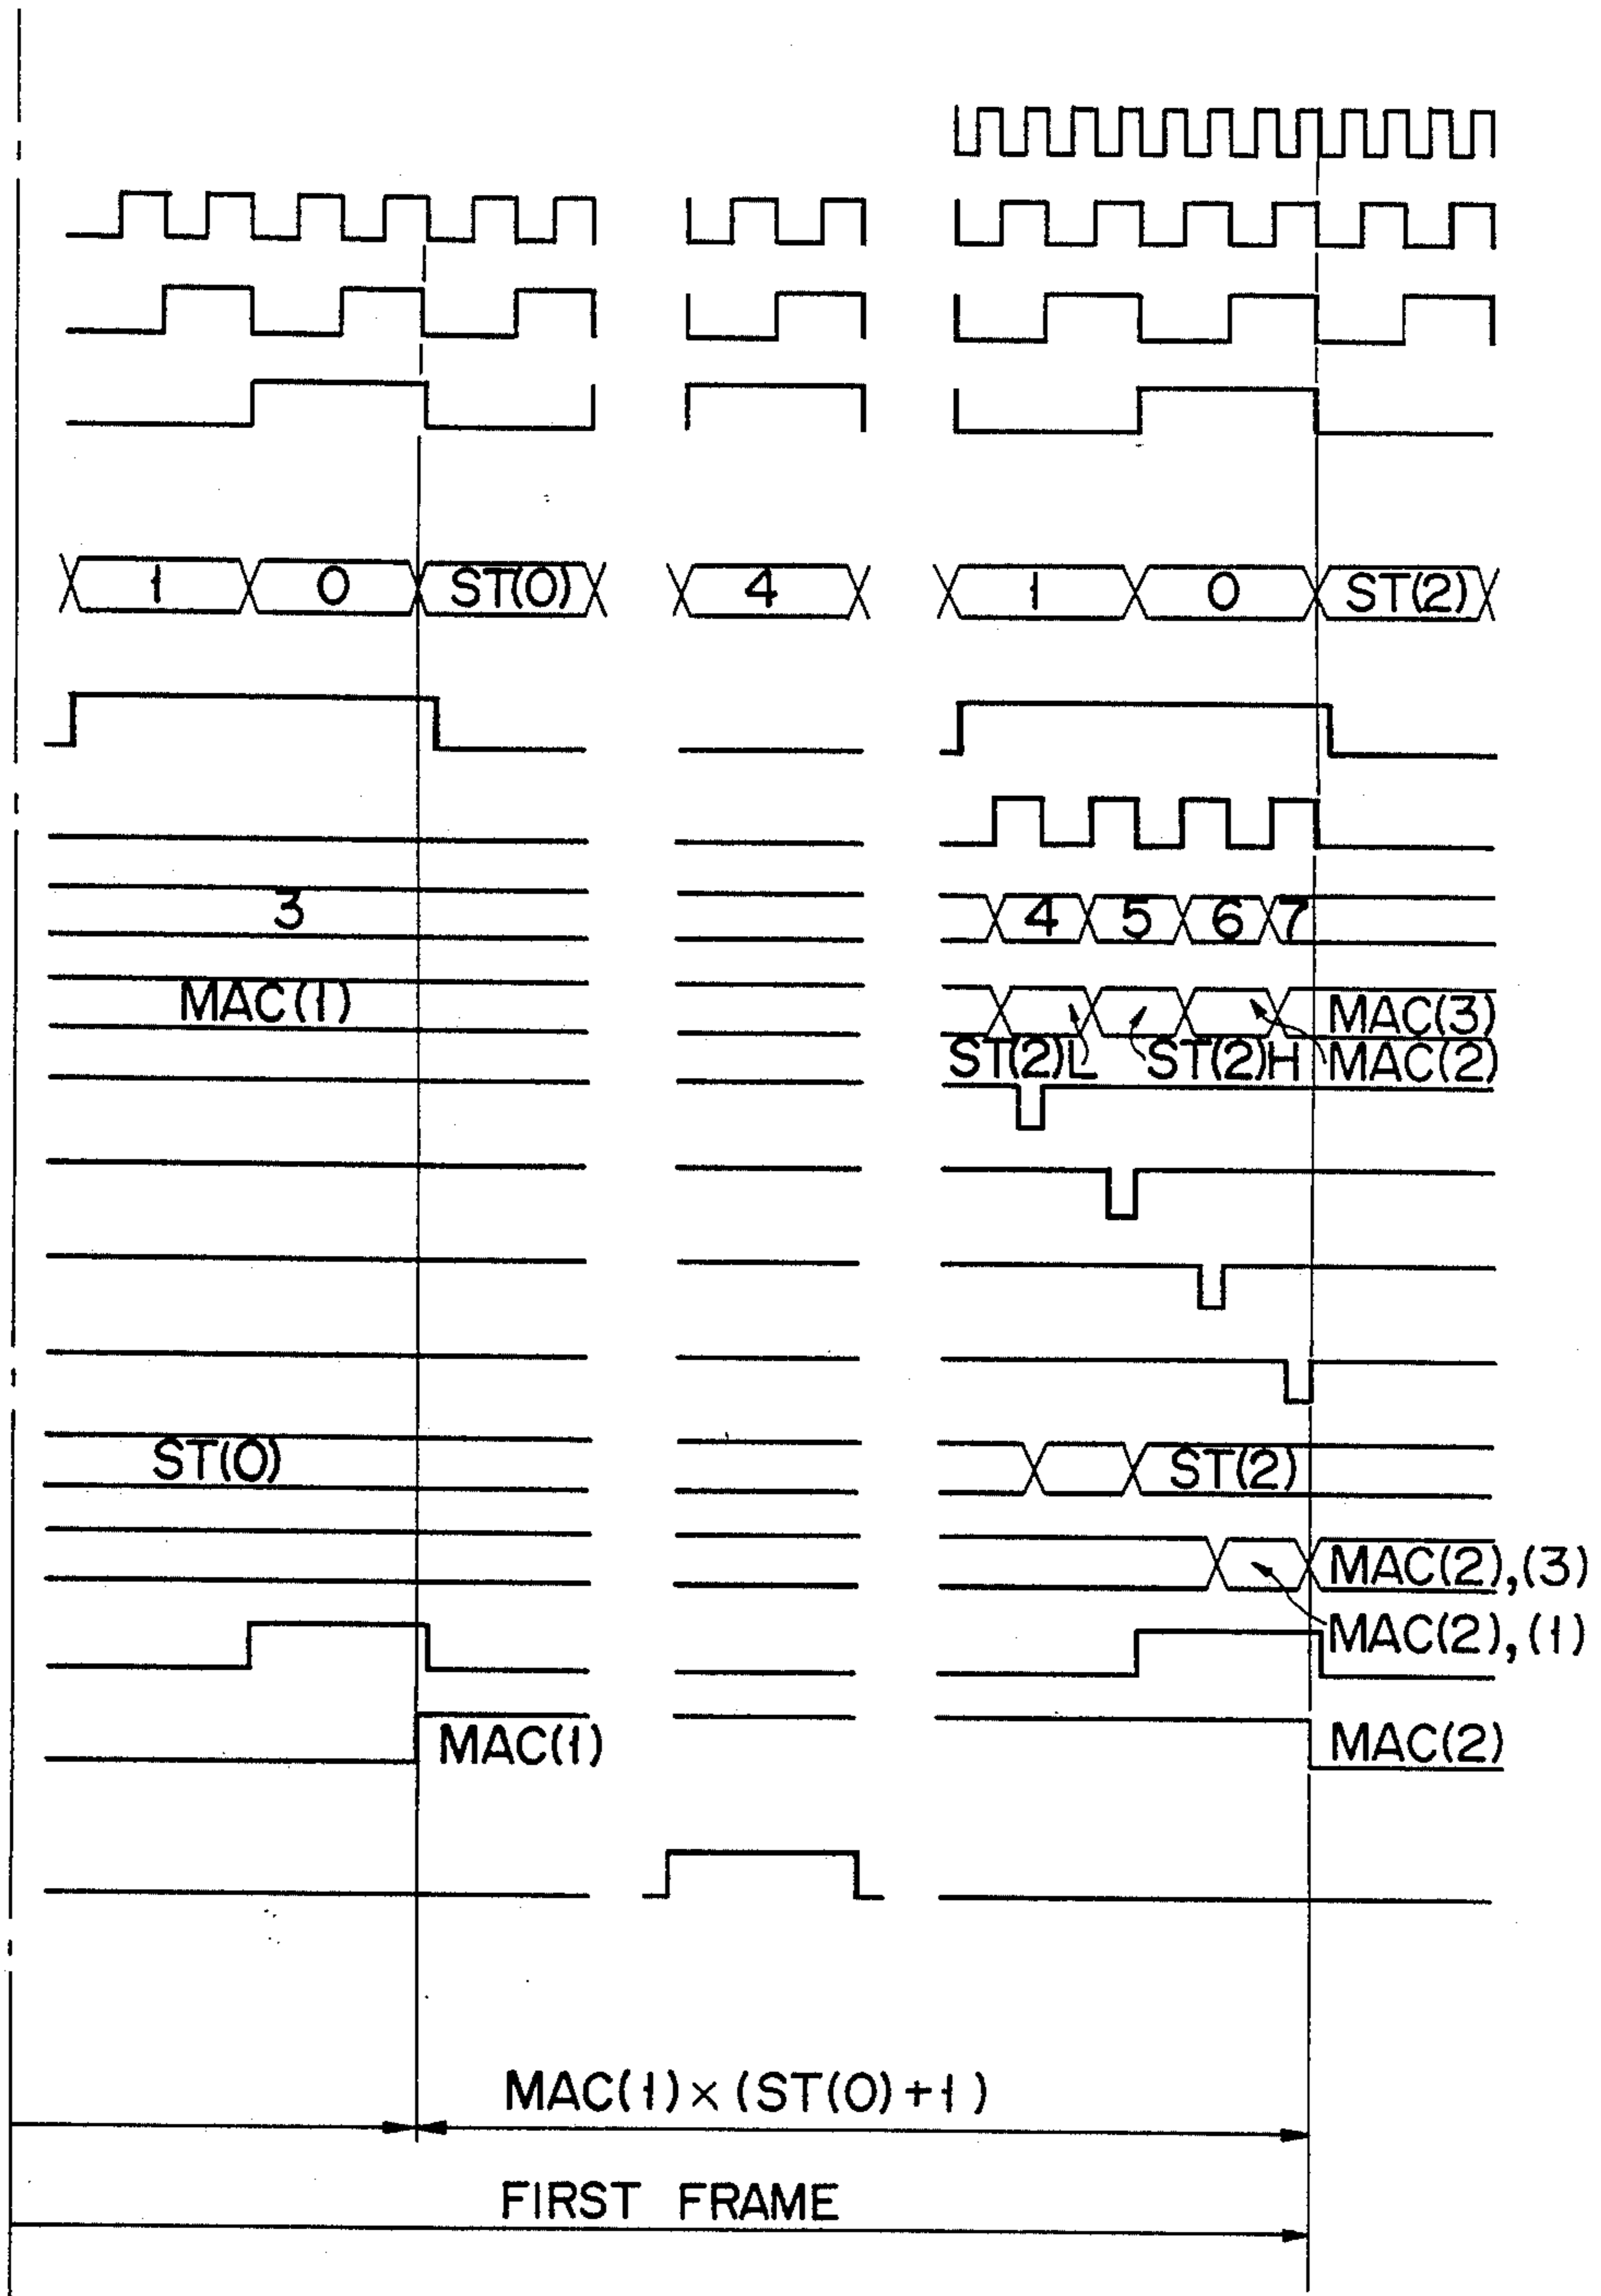 1 0 ST(0) 4 1 0 ST(2)
3 4 5 6 7
MAC(1) MAC(3)
ST(2)L ST(2)H MAC(2)
ST(0) ST(2)
MAC(2),(3)
MAC(2),(1)
MAC(1) MAC(2)
MAC(1)×(ST(0)+1)
FIRST FRAME